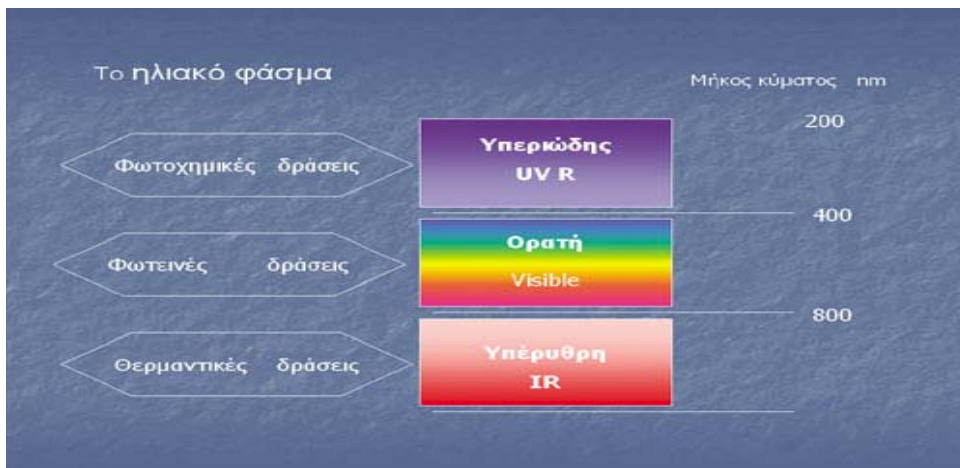 Το ηλιακό φάσμα
Μήκος κύματος nm
200
Φωτοχημικές δράσεις
Υπεριώδης
UV R
400
Φωτεινές δράσεις
Ορατή
Visible
800
Θερμαντικές δράσεις
Υπέρυθρη
IR